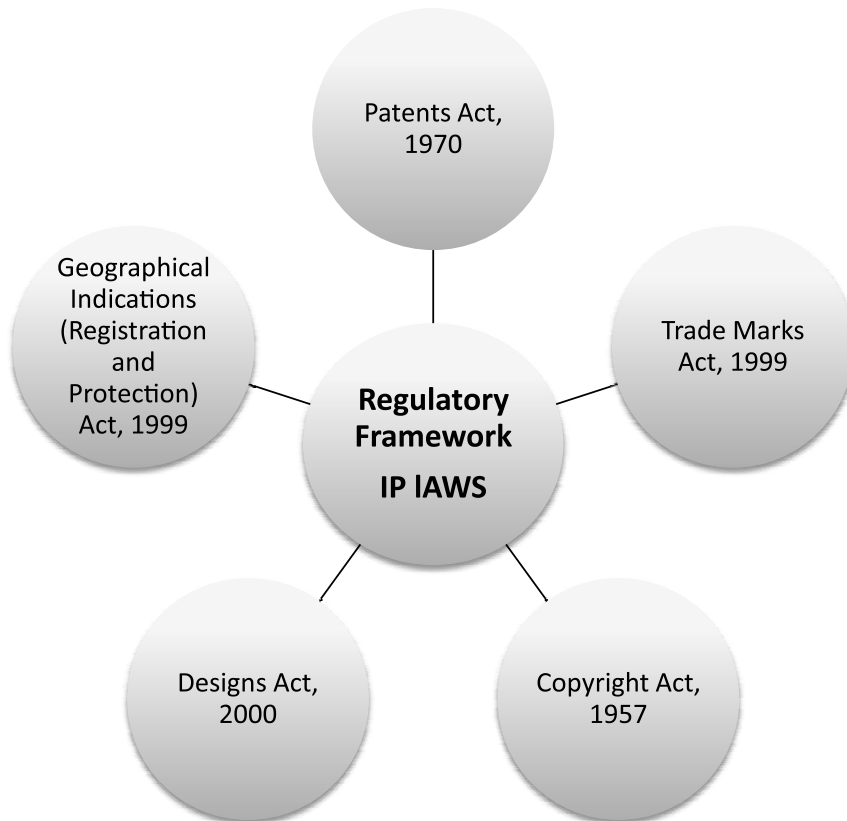 Patents Act,
1970
Geographical
Indications
(Registration
and
Protection)
Act, 1999
Trade Marks
Act, 1999
Regulatory
Framework
IP lAWS
Designs Act,
2000
Copyright Act,
1957